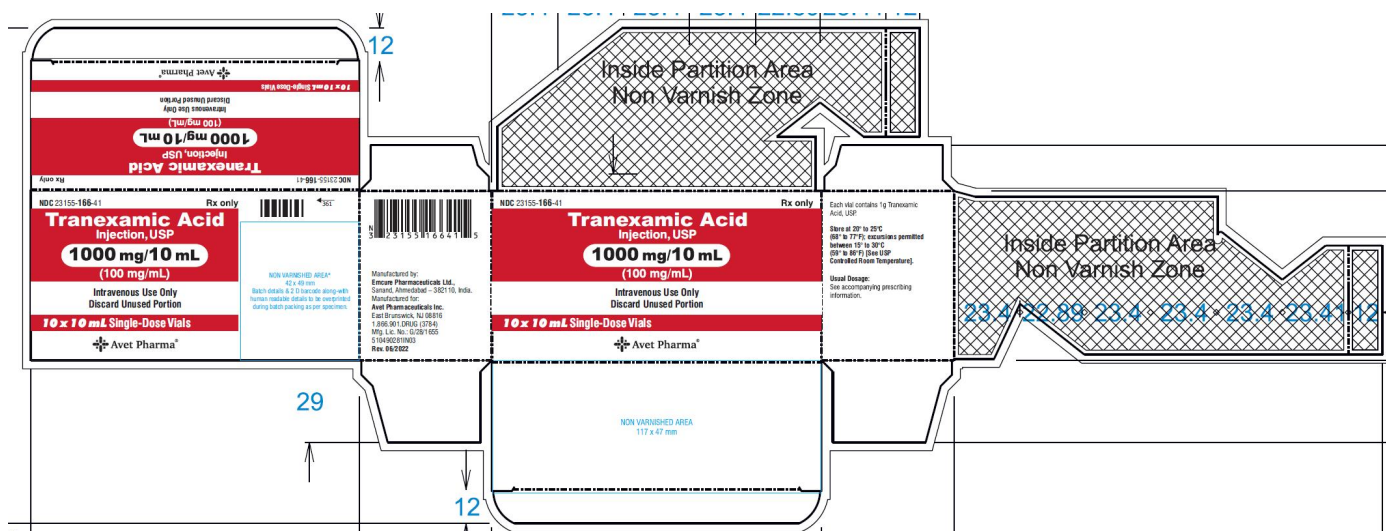 12
Inside Partition Area
Non Varnish Zone
Avet Pharma®
10 x 10 mL Single-Dose Vials
Discard Unused Portion
Intravenous Use Only
(100 mg/mL)
1000 mg/10 mL
Injection, USP
Tranexamic Acid
NDC 23155-166-41
Rx only
NDC 23155-166-41
Rx only
Tranexamic Acid
Injection, USP
1000 mg/10 mL
(100 mg/mL)
Intravenous Use Only
Discard Unused Portion
10 x 10 mL Single-Dose Vials
Avet Pharma®
NON VARNISHED AREA*
42 x 49 mm
Batch details & 2 D barcode along-with
human readable details to be overprinted
during batch packing as per specimen.
N
3 23155 16641 5
Manufactured by:
Emcure Pharmaceuticals Ltd.,
Sanand, Ahmedabad – 382110, India.
Manufactured for:
Avet Pharmaceuticals Inc.
East Brunswick, NJ 08816
1.866.901.DRUG (3784)
Mfg. Lic. No.: G/28/1655
Rev. 06/2022
NDC 23155-166-41
Rx only
Tranexamic Acid
Injection, USP
1000 mg/10 mL
(100 mg/mL)
Intravenous Use Only
Discard Unused Portion
10 x 10 mL Single-Dose Vials
Avet Pharma®
Each vial contains 1g Tranexamic
Acid, USP.
Store at 20° to 25°C
(68° to 77°F); excursions permitted
between 15° to 30°C
(59° to 86°F) [See USP
Controlled Room Temperature].
Usual Dosage:
See accompanying prescribing
information.
Inside Partition Area
Non Varnish Zone
23.4 22.89 23.4 23.4 23.4 23.41 12
29
NON VARNISHED AREA
117 x 47 mm
12